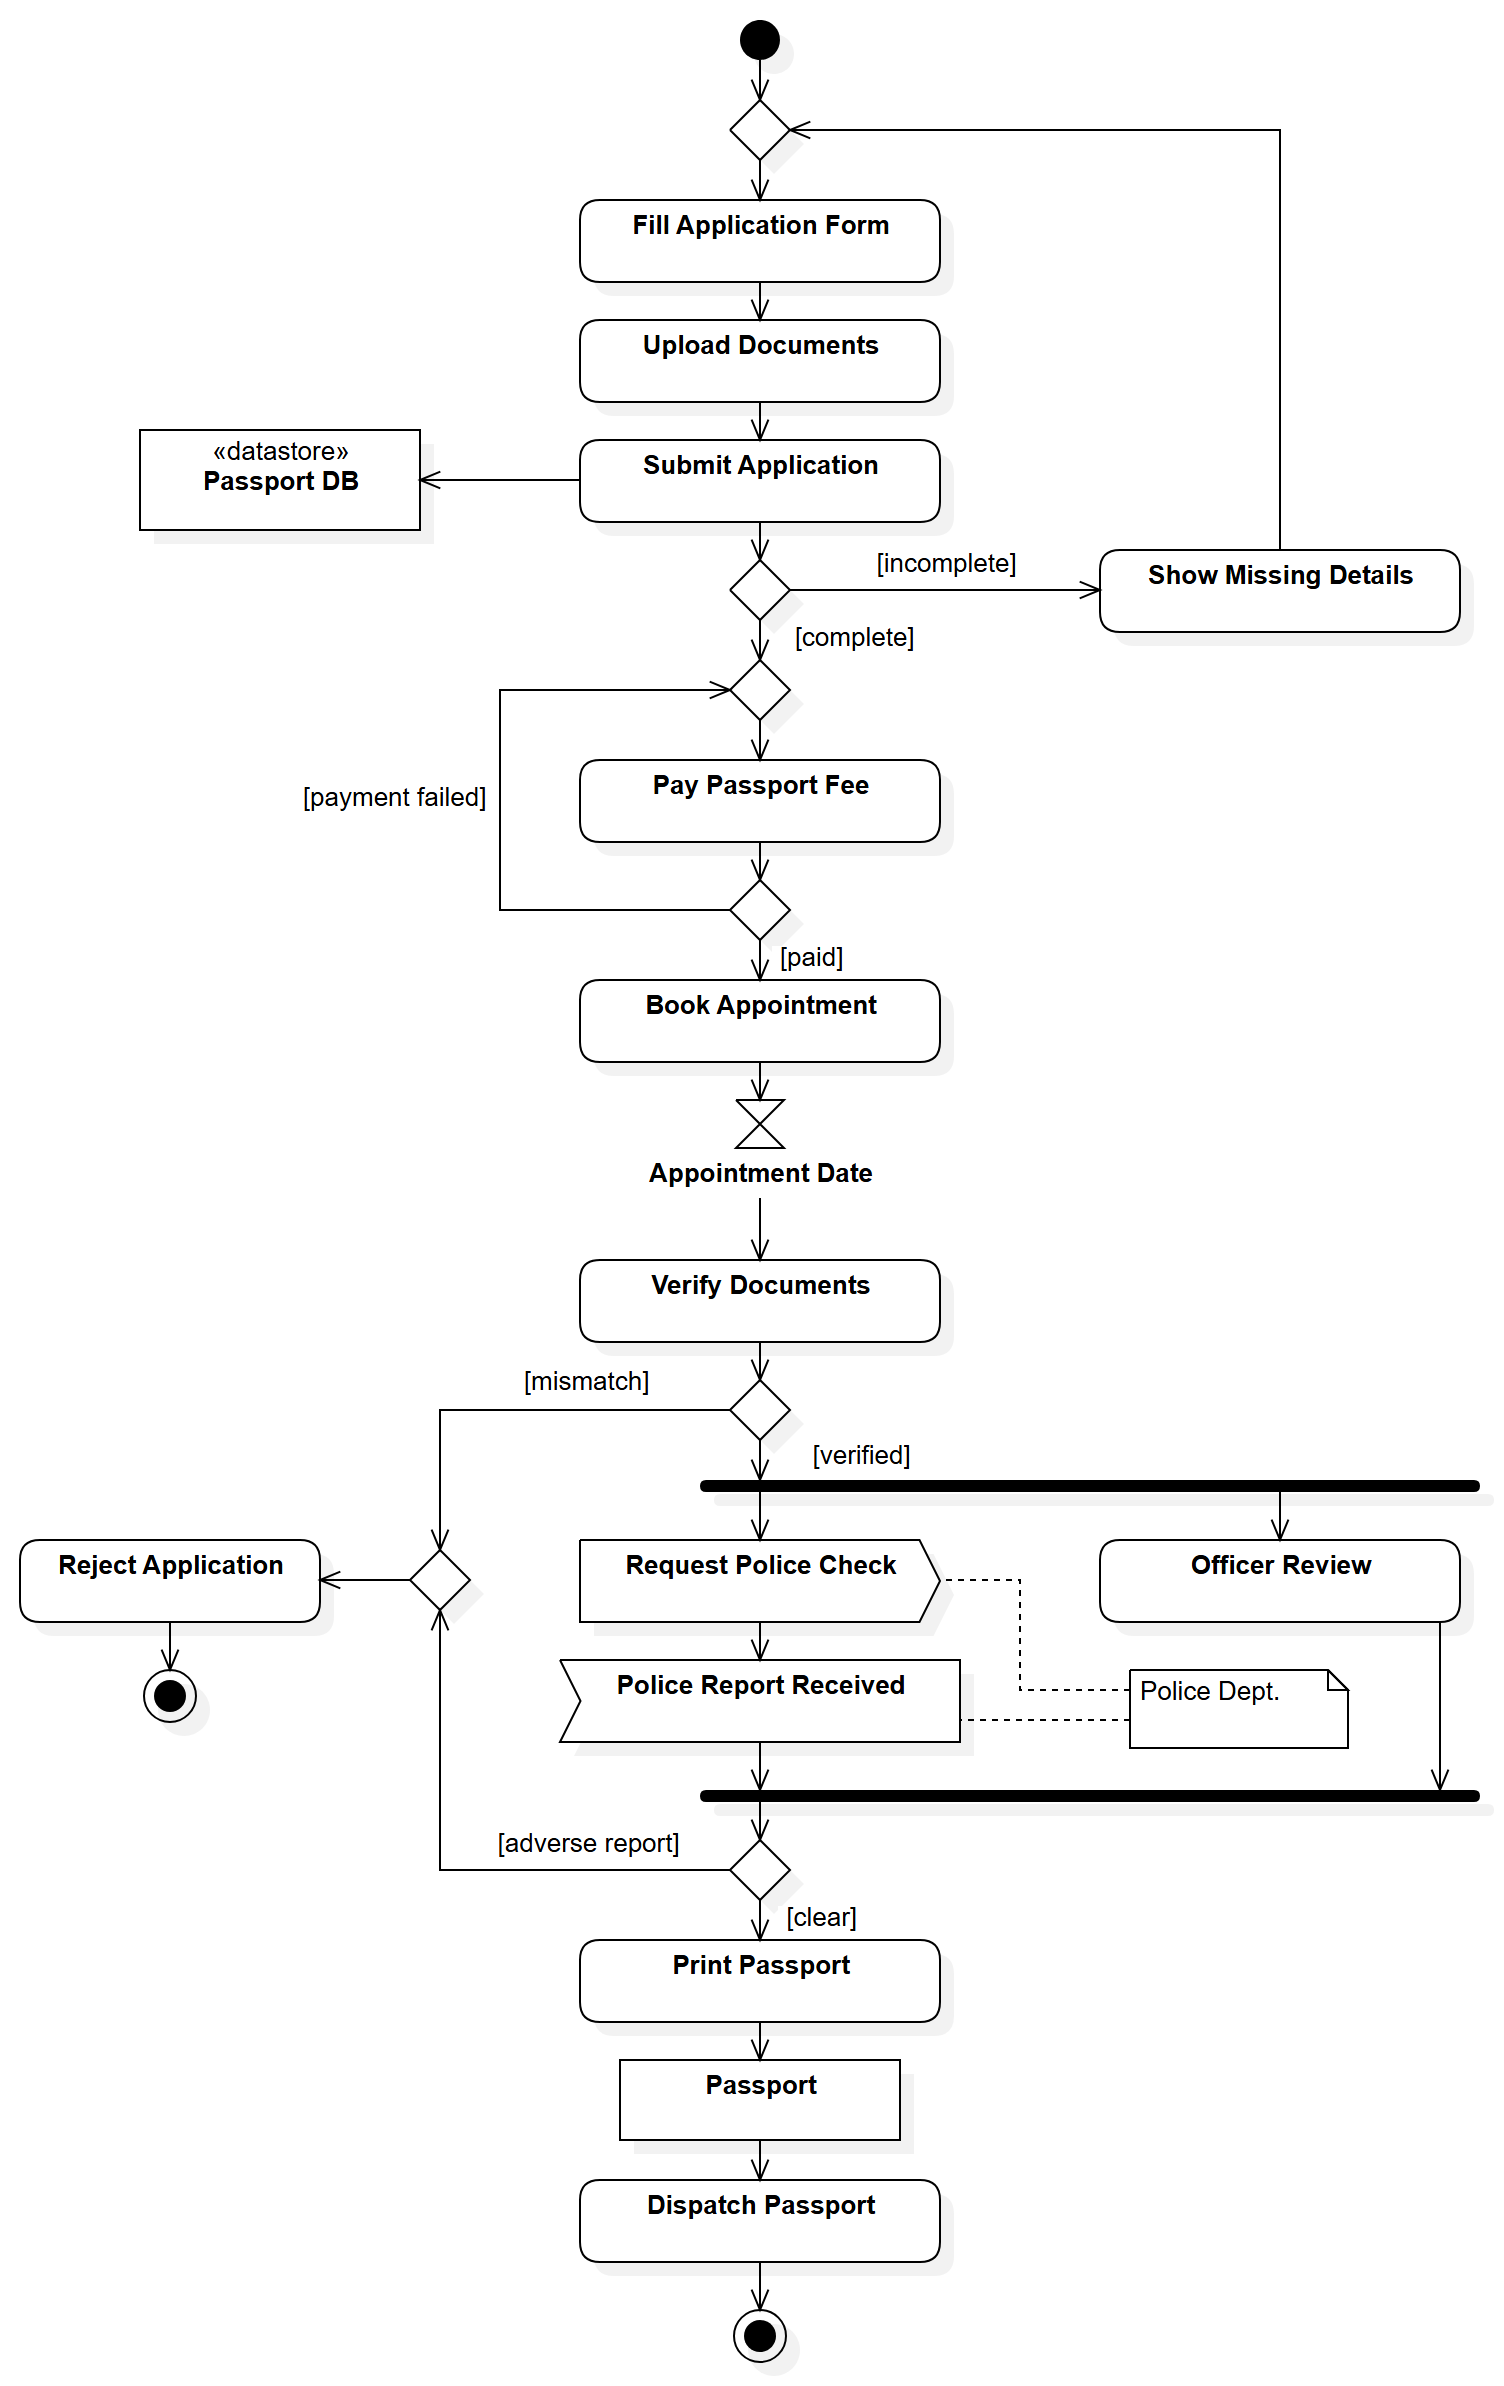 Fill Application Form
Upload Documents
«datastore»
Passport DB
Submit Application
[incomplete]
Show Missing Details
[complete]
Pay Passport Fee
[payment failed]
[paid]
Book Appointment
Appointment Date
Verify Documents
[mismatch]
[verified]
Reject Application
Request Police Check
Officer Review
Police Report Received
Police Dept.
[adverse report]
[clear]
Print Passport
Passport
Dispatch Passport